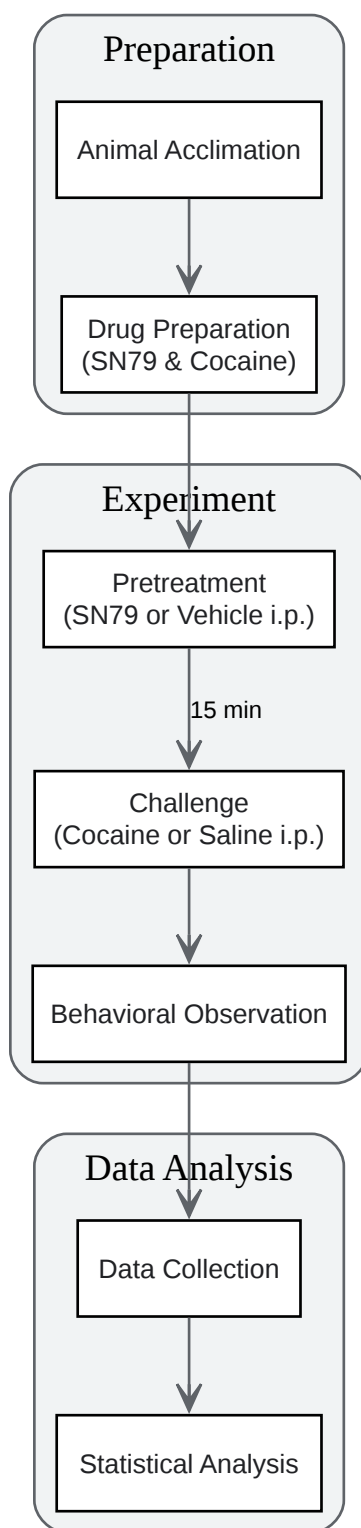 Preparation
Animal Acclimation
Drug Preparation
(SN79 & Cocaine)
Experiment
Pretreatment
(SN79 or Vehicle i.p.)
15 min
Challenge
(Cocaine or Saline i.p.)
Behavioral Observation
Data Analysis
Data Collection
Statistical Analysis